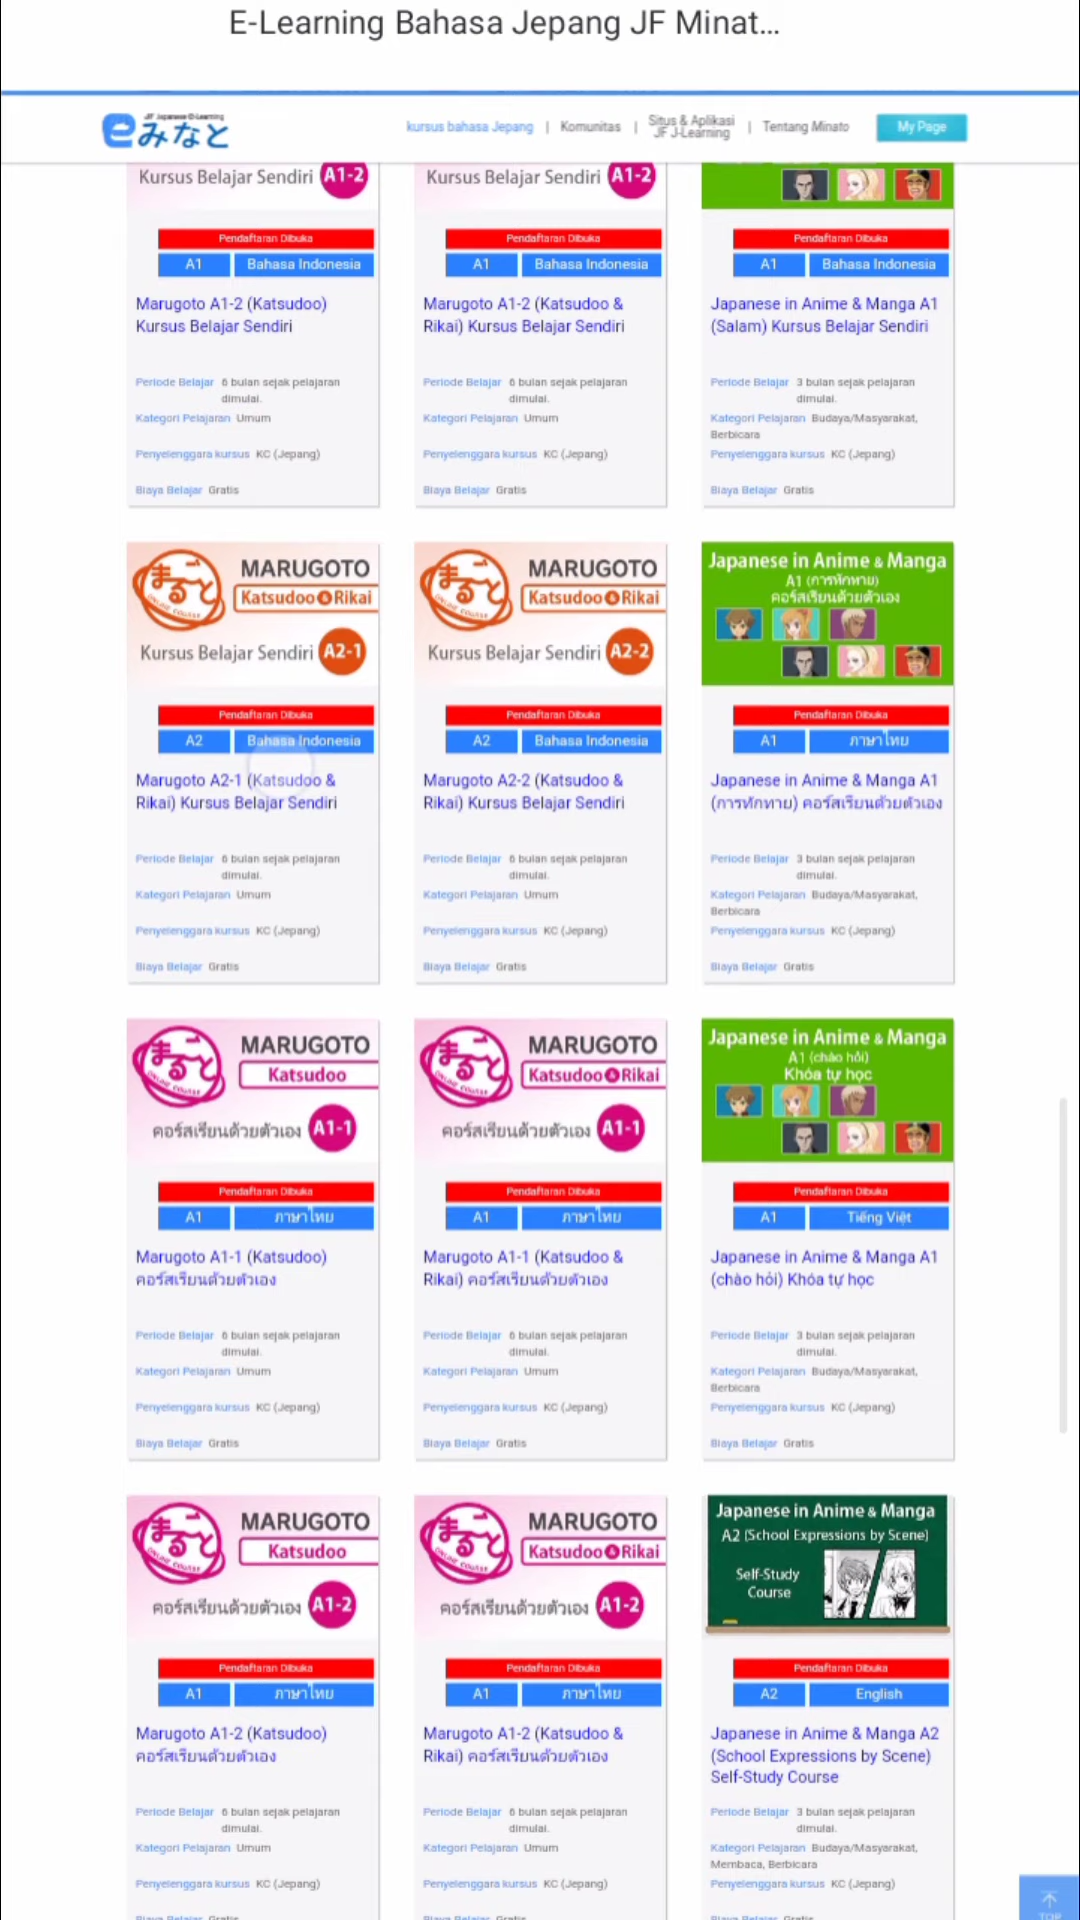 E-Learning Bahasa Jepang JF Minat...
JF Japanese e-Learning
eみなと
kursus bahasa Jepang | Komunitas | Situs & Aplikasi JF J-Learning | Tentang Minato My Page
Kursus Belajar Sendiri A1-2
Pendaftaran Dibuka
A1 Bahasa Indonesia
Marugoto A1-2 (Katsudoo)
Kursus Belajar Sendiri
Periode Belajar 6 bulan sejak pelajaran
dimulai.
Kategori Pelajaran Umum
Penyelenggara kursus KC (Jepang)
Biaya Belajar Gratis
Kursus Belajar Sendiri A1-2
Pendaftaran Dibuka
A1 Bahasa Indonesia
Marugoto A1-2 (Katsudoo &
Rikai) Kursus Belajar Sendiri
Periode Belajar 6 bulan sejak pelajaran
dimulai.
Kategori Pelajaran Umum
Penyelenggara kursus KC (Jepang)
Biaya Belajar Gratis
Pendaftaran Dibuka
A1 Bahasa Indonesia
Japanese in Anime & Manga A1
(Salam) Kursus Belajar Sendiri
Periode Belajar 3 bulan sejak pelajaran
dimulai.
Kategori Pelajaran Budaya/Masyarakat,
Berbicara
Penyelenggara kursus KC (Jepang)
Biaya Belajar Gratis
まるごと
ONLINE COURSE
MARUGOTO
Katsudoo&Rikai
Kursus Belajar Sendiri A2-1
Pendaftaran Dibuka
A2 Bahasa Indonesia
Marugoto A2-1 (Katsudoo &
Rikai) Kursus Belajar Sendiri
Periode Belajar 6 bulan sejak pelajaran
dimulai.
Kategori Pelajaran Umum
Penyelenggara kursus KC (Jepang)
Biaya Belajar Gratis
まるごと
ONLINE COURSE
MARUGOTO
Katsudoo&Rikai
Kursus Belajar Sendiri A2-2
Pendaftaran Dibuka
A2 Bahasa Indonesia
Marugoto A2-2 (Katsudoo &
Rikai) Kursus Belajar Sendiri
Periode Belajar 6 bulan sejak pelajaran
dimulai.
Kategori Pelajaran Umum
Penyelenggara kursus KC (Jepang)
Biaya Belajar Gratis
Japanese in Anime & Manga
A1 (การทักทาย)
คอร์สเรียนด้วยตัวเอง
Pendaftaran Dibuka
A1 ภาษาไทย
Japanese in Anime & Manga A1
(การทักทาย) คอร์สเรียนด้วยตัวเอง
Periode Belajar 3 bulan sejak pelajaran
dimulai.
Kategori Pelajaran Budaya/Masyarakat,
Berbicara
Penyelenggara kursus KC (Jepang)
Biaya Belajar Gratis
まるごと
ONLINE COURSE
MARUGOTO
Katsudoo
คอร์สเรียนด้วยตัวเอง A1-1
Pendaftaran Dibuka
A1 ภาษาไทย
Marugoto A1-1 (Katsudoo)
คอร์สเรียนด้วยตัวเอง
Periode Belajar 6 bulan sejak pelajaran
dimulai.
Kategori Pelajaran Umum
Penyelenggara kursus KC (Jepang)
Biaya Belajar Gratis
まるごと
ONLINE COURSE
MARUGOTO
Katsudoo&Rikai
คอร์สเรียนด้วยตัวเอง A1-1
Pendaftaran Dibuka
A1 ภาษาไทย
Marugoto A1-1 (Katsudoo &
Rikai) คอร์สเรียนด้วยตัวเอง
Periode Belajar 6 bulan sejak pelajaran
dimulai.
Kategori Pelajaran Umum
Penyelenggara kursus KC (Jepang)
Biaya Belajar Gratis
Japanese in Anime & Manga
A1 (chào hỏi)
Khóa tự học
Pendaftaran Dibuka
A1 Tiếng Việt
Japanese in Anime & Manga A1
(chào hỏi) Khóa tự học
Periode Belajar 3 bulan sejak pelajaran
dimulai.
Kategori Pelajaran Budaya/Masyarakat,
Berbicara
Penyelenggara kursus KC (Jepang)
Biaya Belajar Gratis
まるごと
ONLINE COURSE
MARUGOTO
Katsudoo
คอร์สเรียนด้วยตัวเอง A1-2
Pendaftaran Dibuka
A1 ภาษาไทย
Marugoto A1-2 (Katsudoo)
คอร์สเรียนด้วยตัวเอง
Periode Belajar 6 bulan sejak pelajaran
dimulai.
Kategori Pelajaran Umum
Penyelenggara kursus KC (Jepang)
Biaya Belajar Gratis
まるごと
ONLINE COURSE
MARUGOTO
Katsudoo&Rikai
คอร์สเรียนด้วยตัวเอง A1-2
Pendaftaran Dibuka
A1 ภาษาไทย
Marugoto A1-2 (Katsudoo &
Rikai) คอร์สเรียนด้วยตัวเอง
Periode Belajar 6 bulan sejak pelajaran
dimulai.
Kategori Pelajaran Umum
Penyelenggara kursus KC (Jepang)
Biaya Belajar Gratis
Japanese in Anime & Manga
A2 (School Expressions by Scene)
Self-Study
Course
Pendaftaran Dibuka
A2 English
Japanese in Anime & Manga A2
(School Expressions by Scene)
Self-Study Course
Periode Belajar 3 bulan sejak pelajaran
dimulai.
Kategori Pelajaran Budaya/Masyarakat,
Membaca, Berbicara
Penyelenggara kursus KC (Jepang)
Biaya Belajar Gratis
TOP